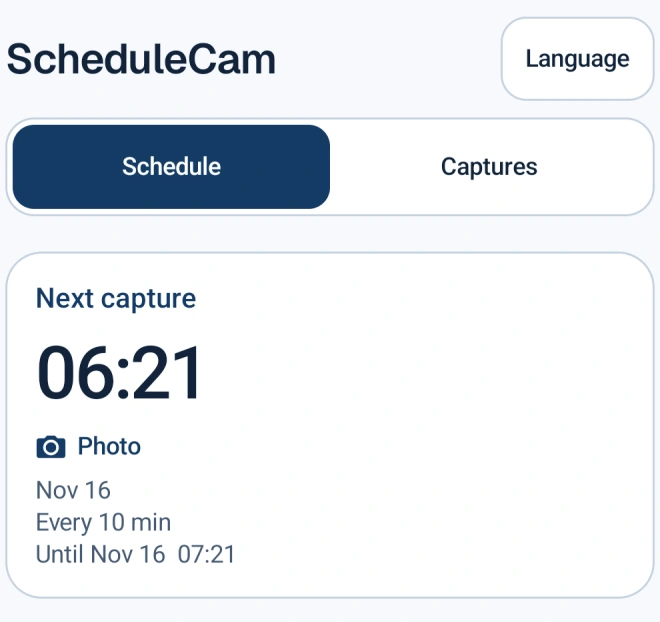 ScheduleCam
Language
Schedule
Captures
Next capture
06:21
Photo
Nov 16
Every 10 min
Until Nov 16  07:21